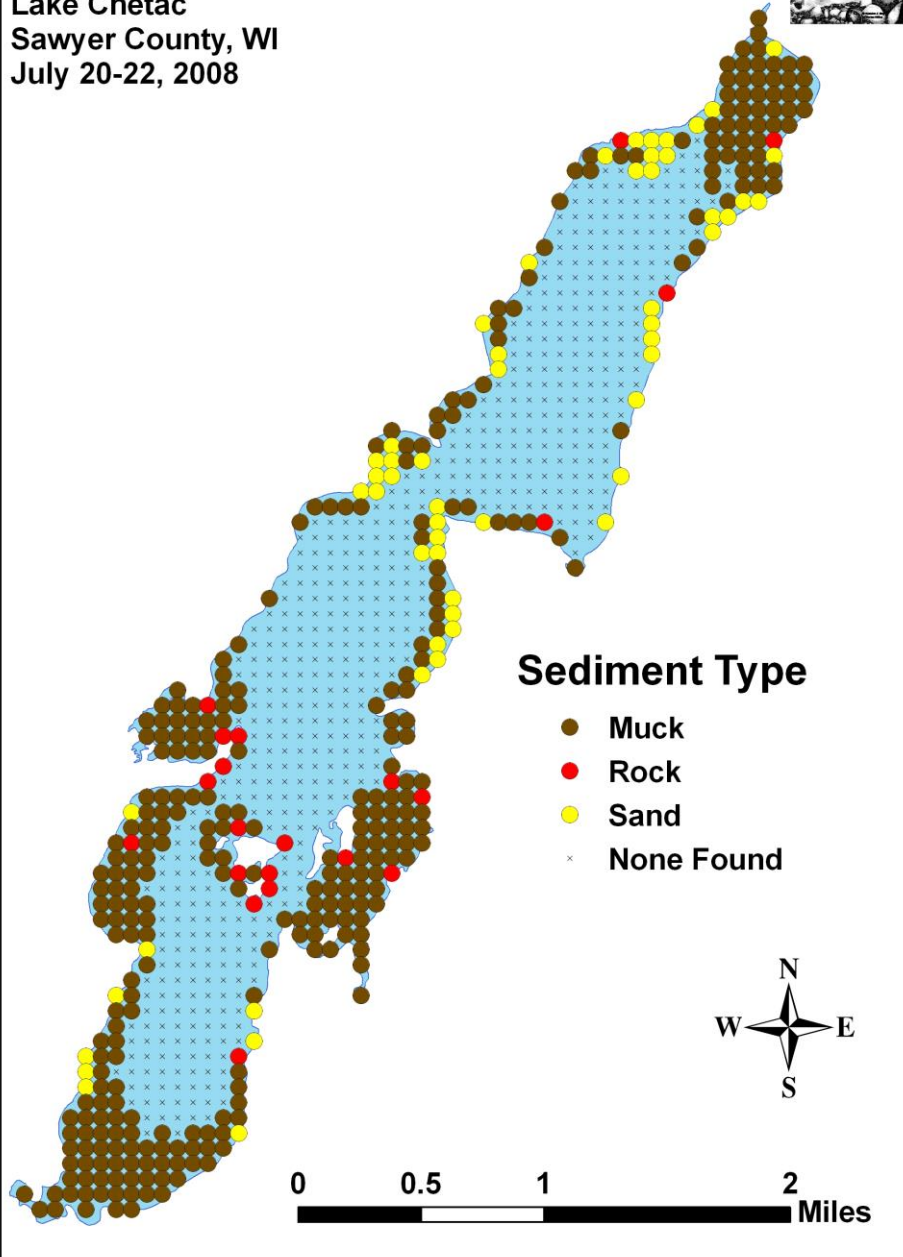 Lake Chetac
Sawyer County, WI
July 20-22, 2008
Sediment Type
Muck
Rock
Sand
None Found
N
W E
S
0 0.5 1 2
Miles